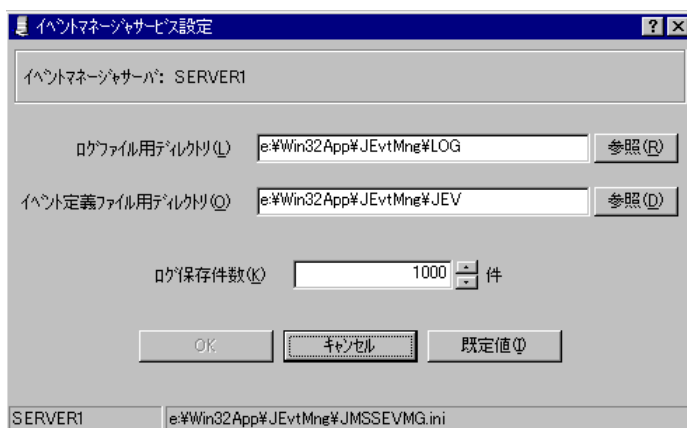 イベントマネージャサービス設定
イベントマネージャサーバ: SERVER1
ログファイル用ディレクトリ(L) e:¥Win32App¥JEvtMng¥LOG 参照(R)
イベント定義ファイル用ディレクトリ(O) e:¥Win32App¥JEvtMng¥JEV 参照(D)
ログ保存件数(K) 1000 件
OK キャンセル 既定値(I)
SERVER1 e:¥Win32App¥JEvtMng¥JMSSEVMG.ini